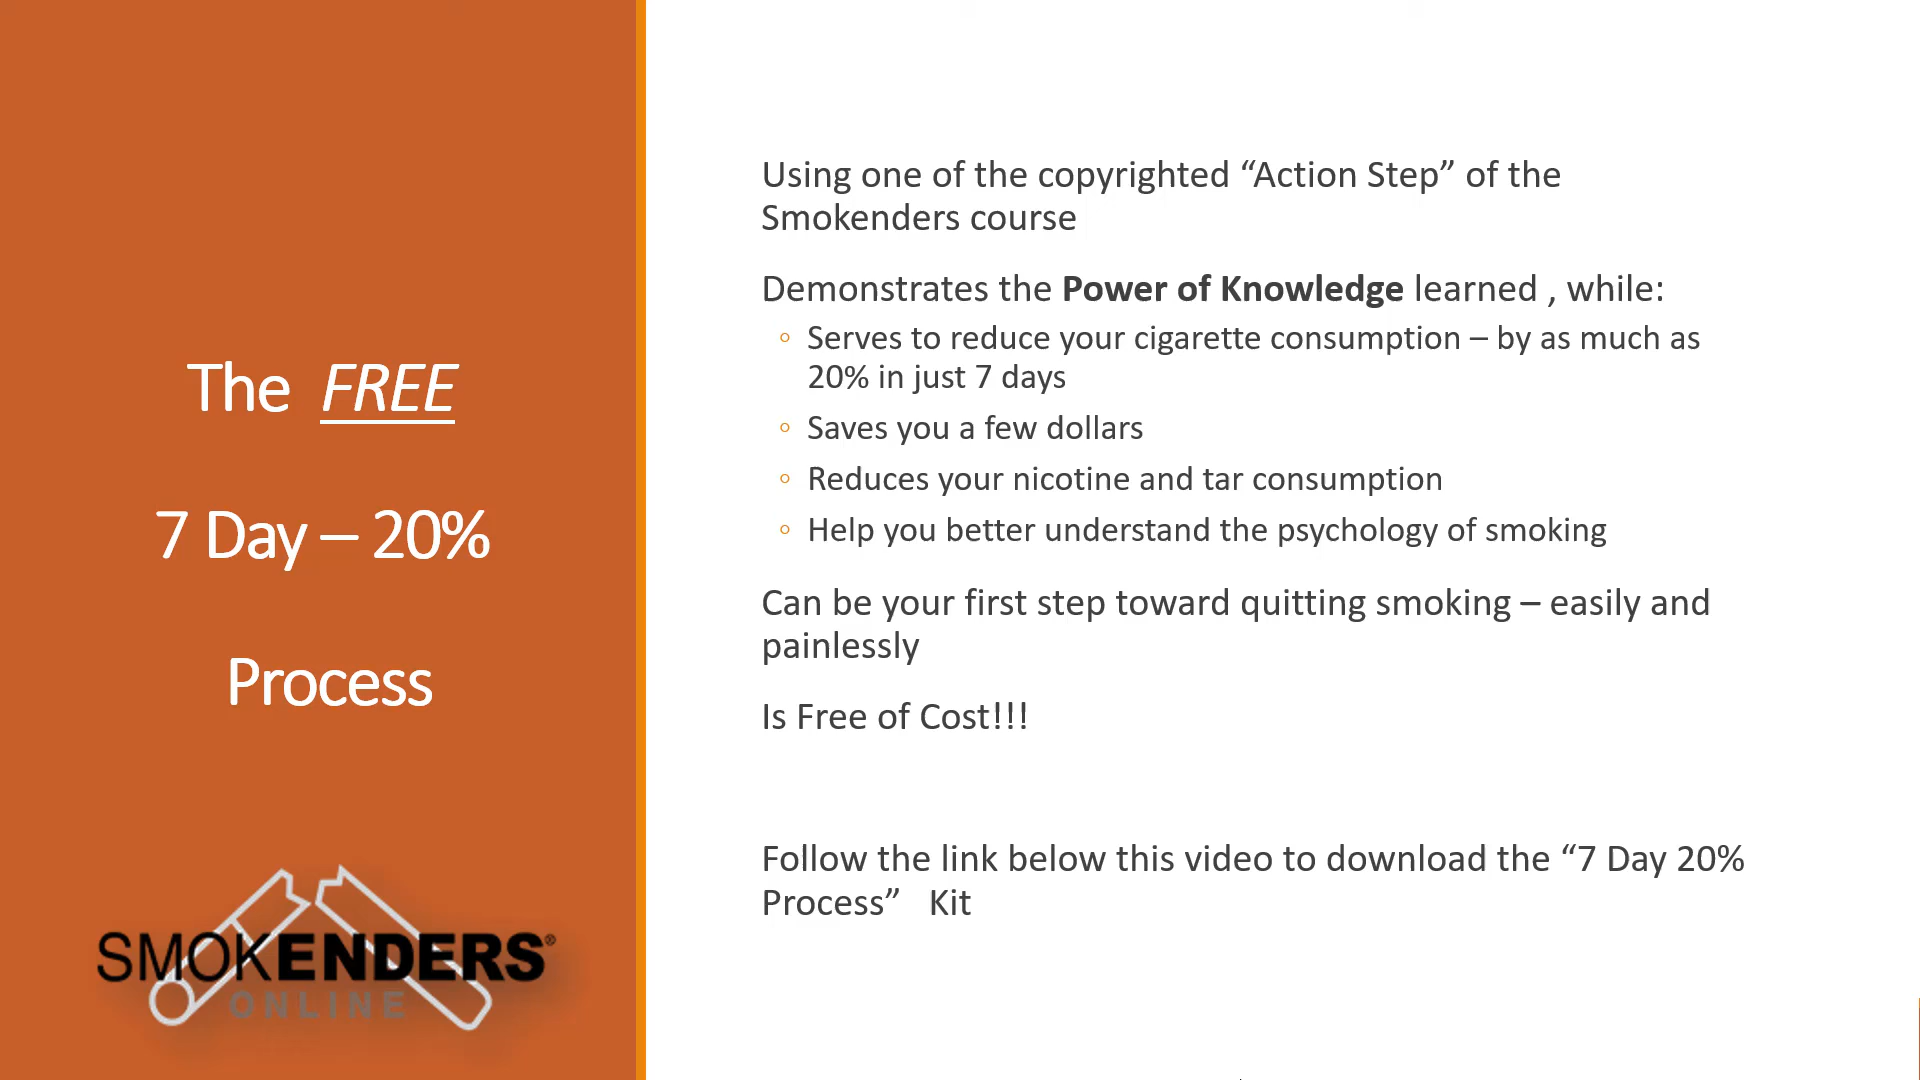 The FREE
7 Day – 20%
Process
SMOKENDERS®
ONLINE
Using one of the copyrighted “Action Step” of the
Smokenders course
Demonstrates the Power of Knowledge learned , while:
◦ Serves to reduce your cigarette consumption – by as much as
20% in just 7 days
◦ Saves you a few dollars
◦ Reduces your nicotine and tar consumption
◦ Help you better understand the psychology of smoking
Can be your first step toward quitting smoking – easily and
painlessly
Is Free of Cost!!!
Follow the link below this video to download the “7 Day 20%
Process” Kit